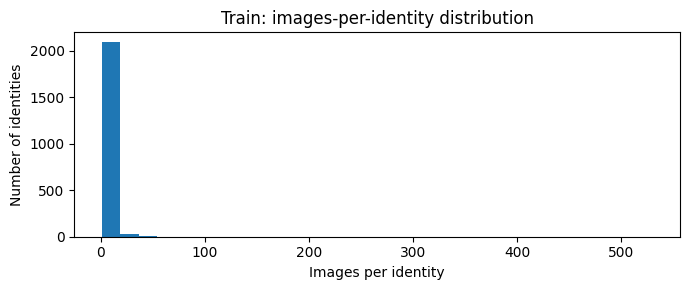 Train: images-per-identity distribution
Number of identities
2000
1500
1000
500
0
0 100 200 300 400 500
Images per identity